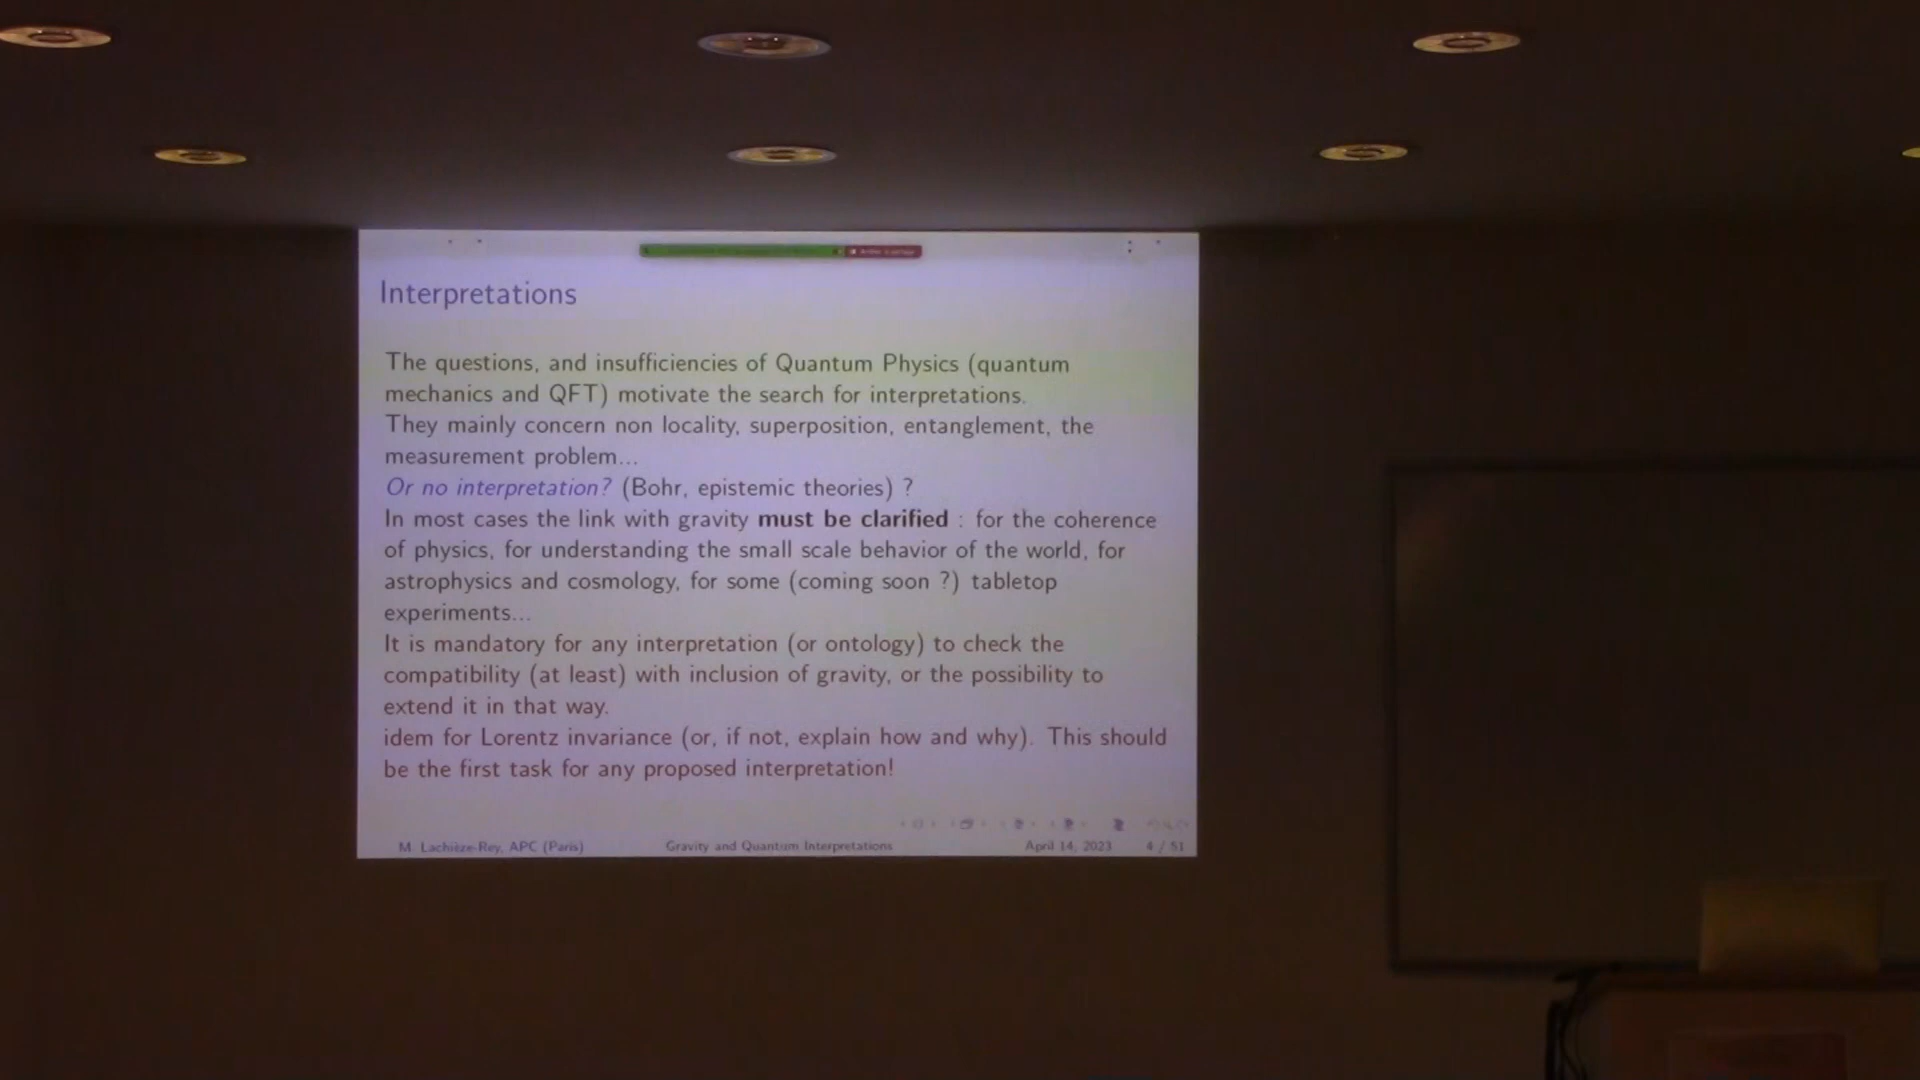 Interpretations
The questions, and insufficiencies of Quantum Physics (quantum
mechanics and QFT) motivate the search for interpretations.
They mainly concern non locality, superposition, entanglement, the
measurement problem...
Or no interpretation? (Bohr, epistemic theories) ?
In most cases the link with gravity must be clarified : for the coherence
of physics, for understanding the small scale behavior of the world, for
astrophysics and cosmology, for some (coming soon ?) tabletop
experiments...
It is mandatory for any interpretation (or ontology) to check the
compatibility (at least) with inclusion of gravity, or the possibility to
extend it in that way.
idem for Lorentz invariance (or, if not, explain how and why). This should
be the first task for any proposed interpretation!
M. Lachièze-Rey, APC (Paris) Gravity and Quantum Interpretations April 14, 2023 4 / 51